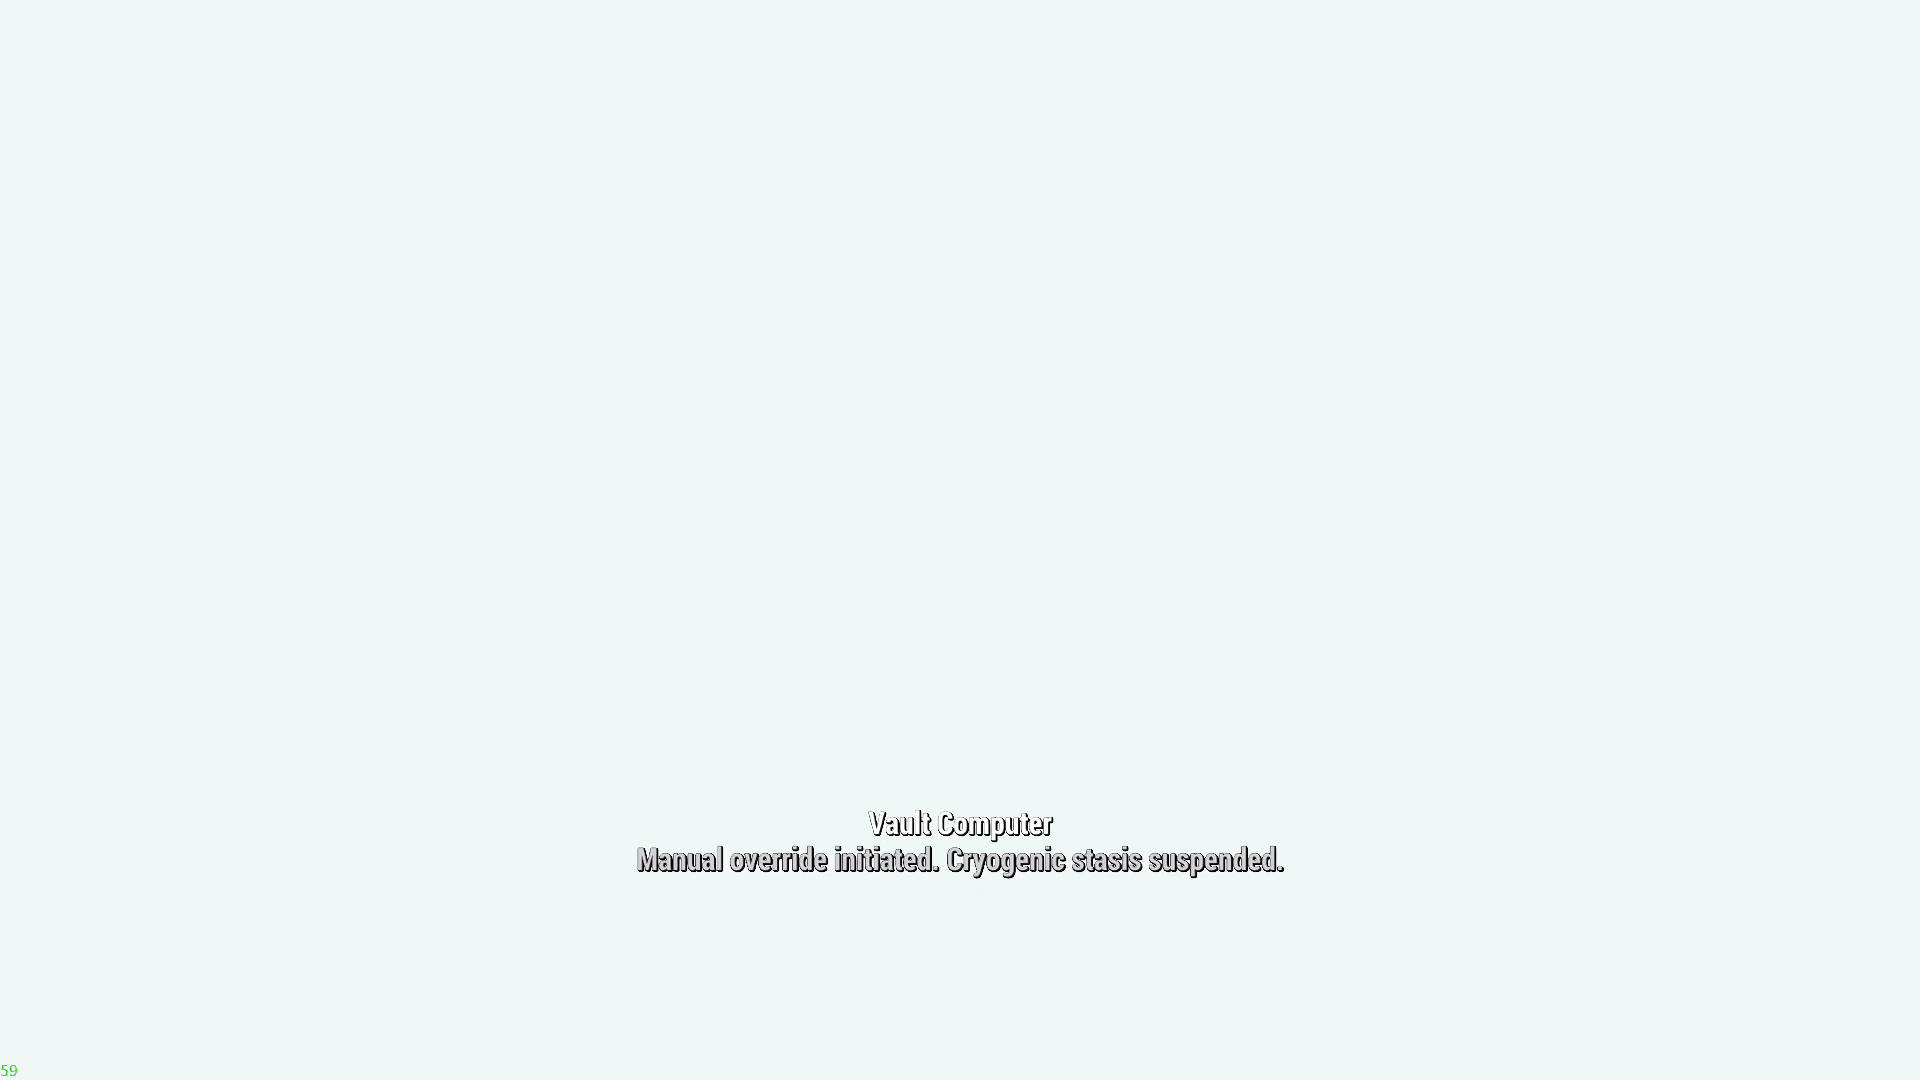 Vault Computer
Manual override initiated. Cryogenic stasis suspended.
59